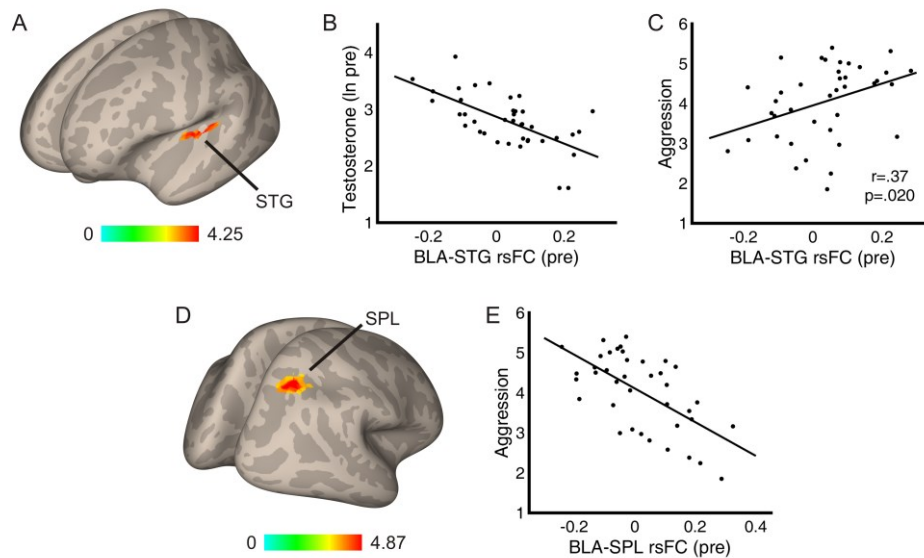 A
STG
0 4.25
B
Testosterone (ln pre)
4
3
2
1
-0.2 0 0.2
BLA-STG rsFC (pre)
C
Aggression
6
5
4
3
2
1
r=.37
p=.020
-0.2 0 0.2
BLA-STG rsFC (pre)
D
SPL
0 4.87
E
Aggression
6
5
4
3
2
1
-0.2 0 0.2 0.4
BLA-SPL rsFC (pre)